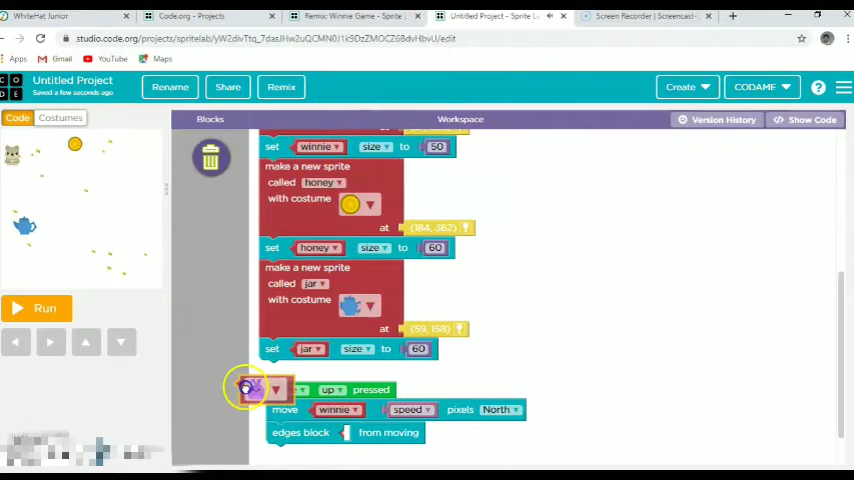 WhiteHat Junior
Code.org - Projects
Remix: Winnie Game - Sprite L
Untitled Project - Sprite L
Screen Recorder | Screencast-
studio.code.org/projects/spritelab/
/edit
Apps
Gmail
YouTube
Maps
C O
D E
Untitled Project
Saved a few seconds ago
Rename
Share
Remix
Create
CODAME
?
Code
Costumes
Blocks
Workspace
Version History
</> Show Code
set winnie size to 50
make a new sprite
called honey
with costume
at (184, 362)
set honey size to 60
make a new sprite
called jar
with costume
at (59, 158)
set jar size to 60
up pressed
move winnie speed pixels North
edges block from moving
Run